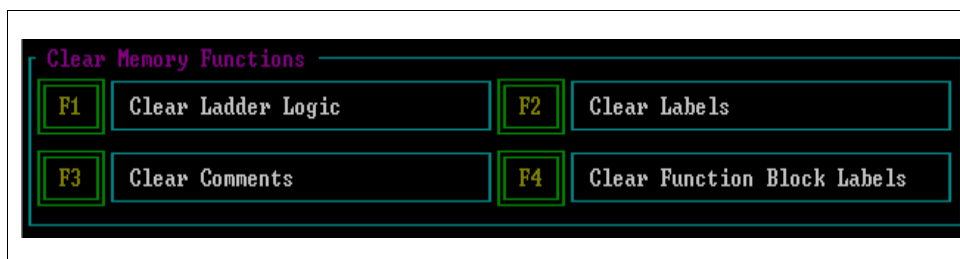 Clear Memory Functions
F1 Clear Ladder Logic F2 Clear Labels
F3 Clear Comments F4 Clear Function Block Labels